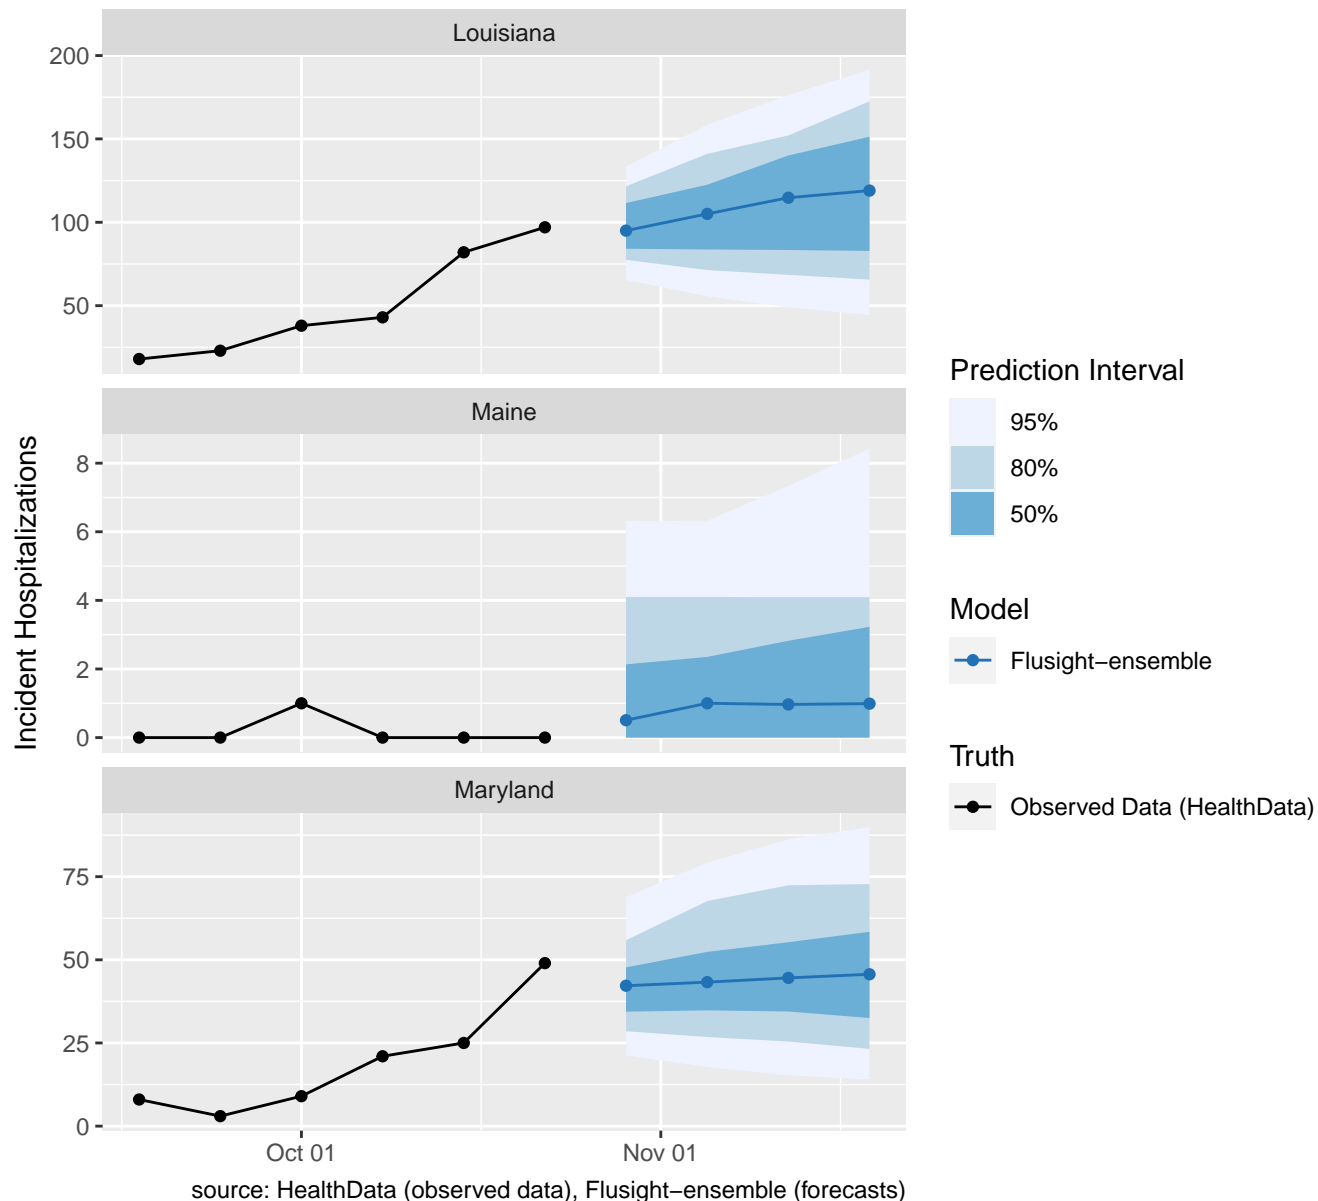 Louisiana
200
150
100
50
Maine
8
6
4
2
0
Maryland
75
50
25
0
Oct 01
Nov 01
Incident Hospitalizations
source: HealthData (observed data), Flusight−ensemble (forecasts)
Prediction Interval
95%
80%
50%
Model
Flusight−ensemble
Truth
Observed Data (HealthData)